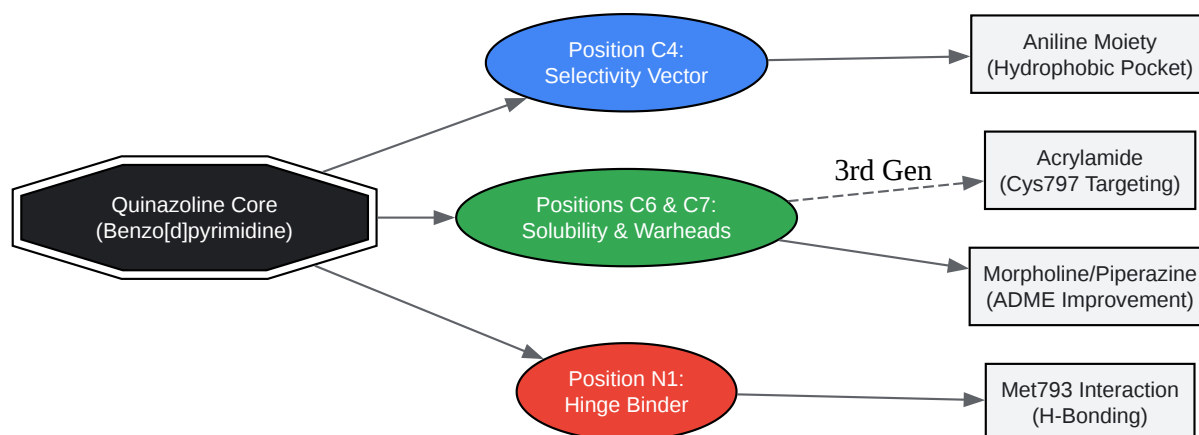 Quinazoline Core
(Benzo[d]pyrimidine)
Position C4:
Selectivity Vector
Aniline Moiety
(Hydrophobic Pocket)
Positions C6 & C7:
Solubility & Warheads
3rd Gen
Acrylamide
(Cys797 Targeting)
Morpholine/Piperazine
(ADME Improvement)
Position N1:
Hinge Binder
Met793 Interaction
(H-Bonding)